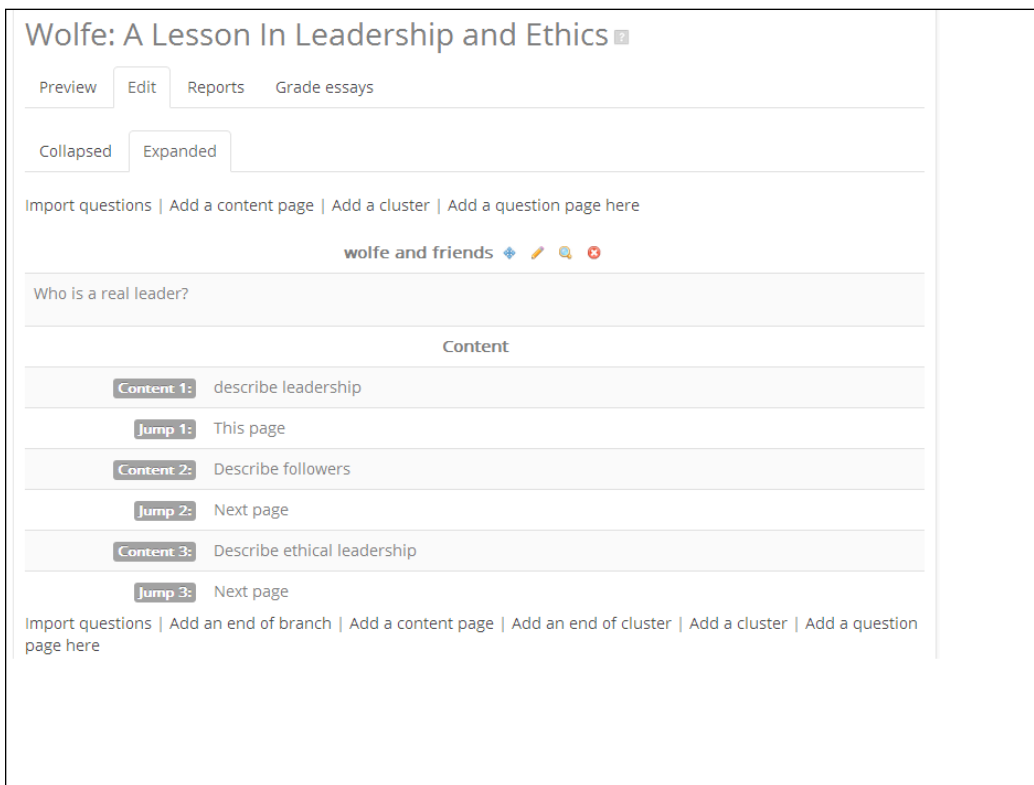 Wolfe: A Lesson In Leadership and Ethics ?
Preview Edit Reports Grade essays
Collapsed Expanded
Import questions | Add a content page | Add a cluster | Add a question page here
wolfe and friends
Who is a real leader?
Content
Content 1: describe leadership
Jump 1: This page
Content 2: Describe followers
Jump 2: Next page
Content 3: Describe ethical leadership
Jump 3: Next page
Import questions | Add an end of branch | Add a content page | Add an end of cluster | Add a cluster | Add a question
page here